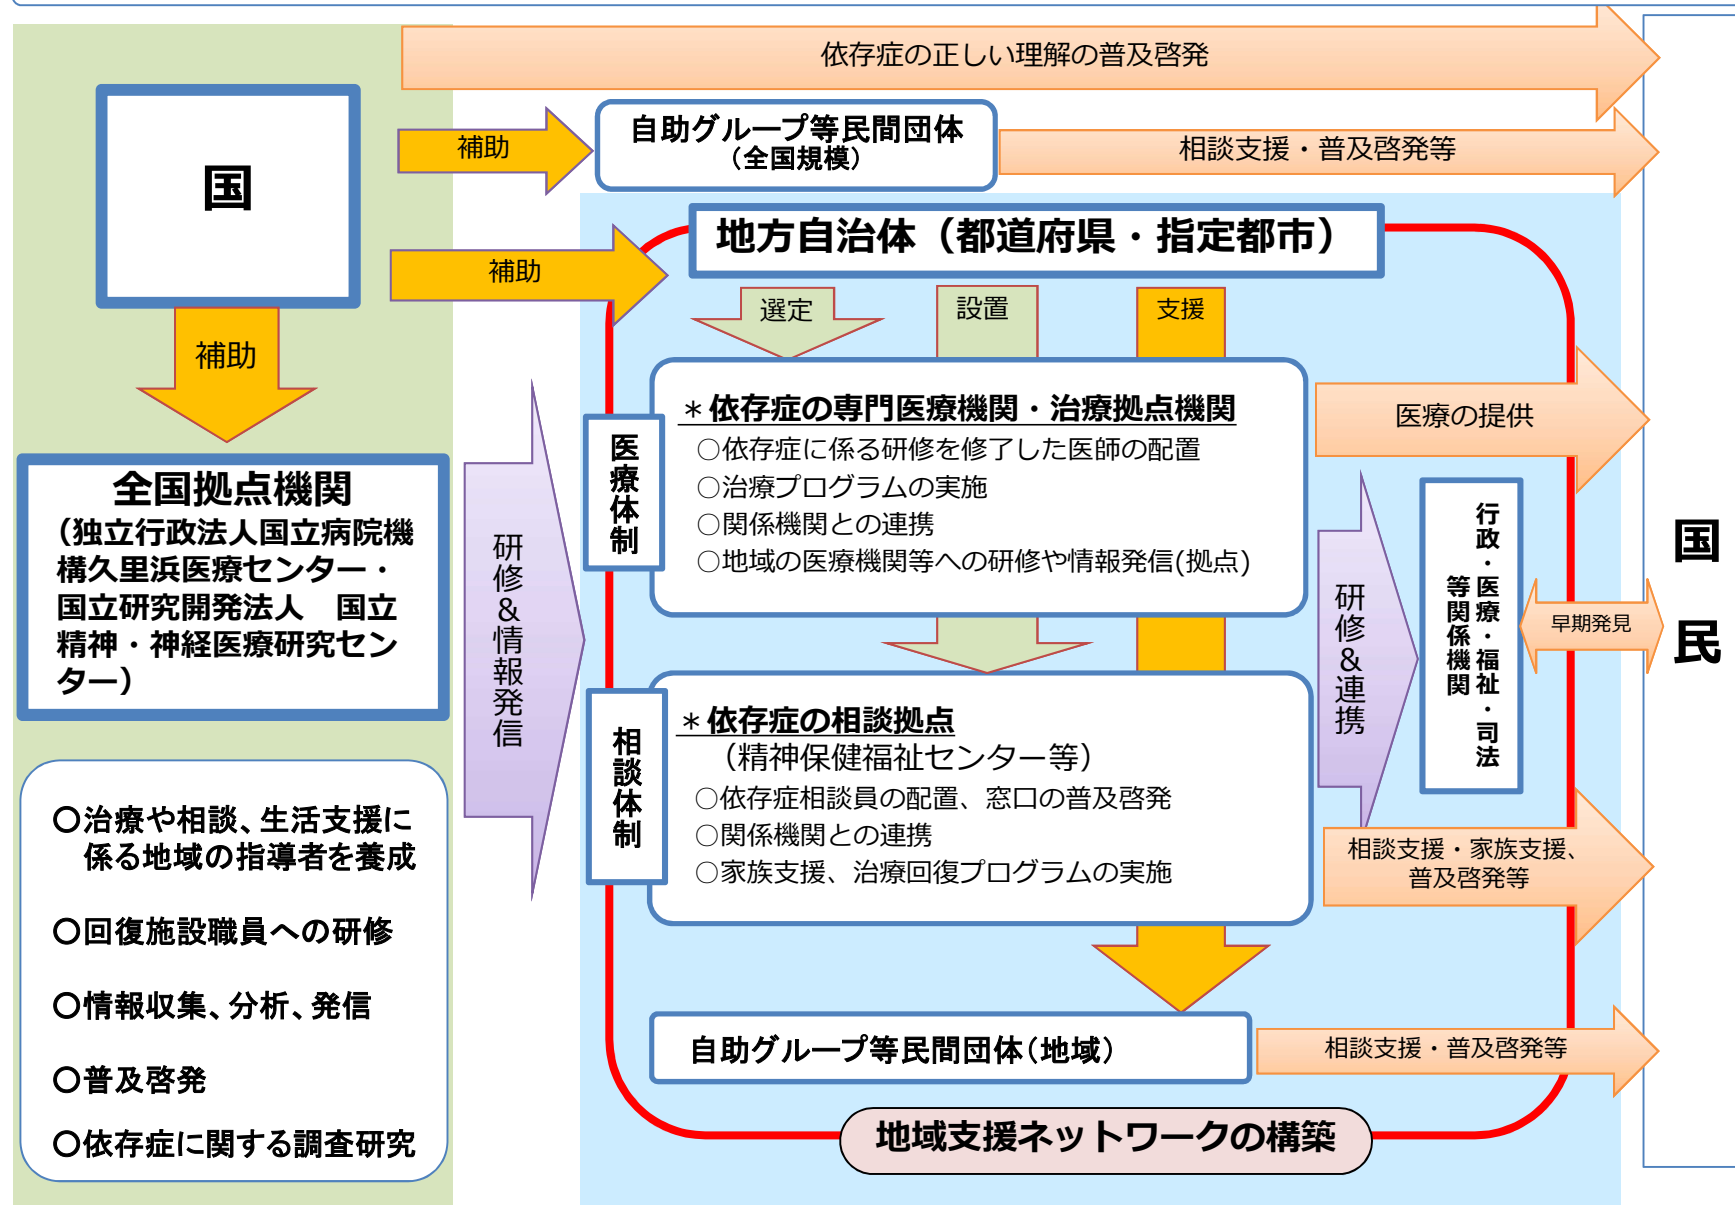 依存症の正しい理解の普及啓発
国
補助
自助グループ等民間団体
（全国規模）
相談支援・普及啓発等
補助
地方自治体（都道府県・指定都市）
選定
設置
支援
補助
医療体制
＊依存症の専門医療機関・治療拠点機関
○依存症に係る研修を修了した医師の配置
○治療プログラムの実施
○関係機関との連携
○地域の医療機関等への研修や情報発信(拠点)
医療の提供
全国拠点機関
（独立行政法人国立病院機
構久里浜医療センター・
国立研究開発法人　国立
精神・神経医療研究セン
ター）
研修＆情報発信
研修＆連携
行政・医療・福祉・司法
等関係機関
早期発見
国民
相談体制
＊依存症の相談拠点
（精神保健福祉センター等）
○依存症相談員の配置、窓口の普及啓発
○関係機関との連携
○家族支援、治療回復プログラムの実施
相談支援・家族支援、
普及啓発等
〇治療や相談、生活支援に
係る地域の指導者を養成
〇回復施設職員への研修
〇情報収集、分析、発信
〇普及啓発
〇依存症に関する調査研究
自助グループ等民間団体（地域）
相談支援・普及啓発等
地域支援ネットワークの構築